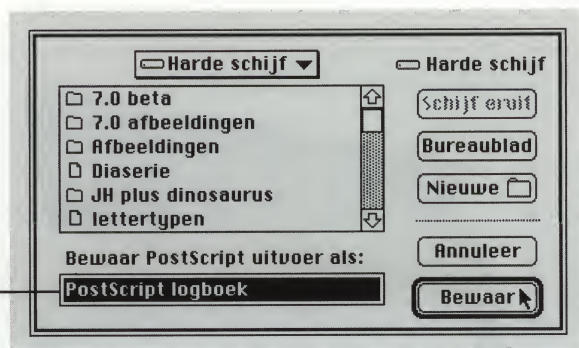 Harde schijf
Harde schijf
7.0 beta
7.0 afbeeldingen
Afbeeldingen
Diaserie
JH plus dinosaurus
lettertypen
Schijf eruit
Bureaublad
Nieuwe
Bewaar PostScript uitvoer als:
PostScript logboek
Annuleer
Bewaar